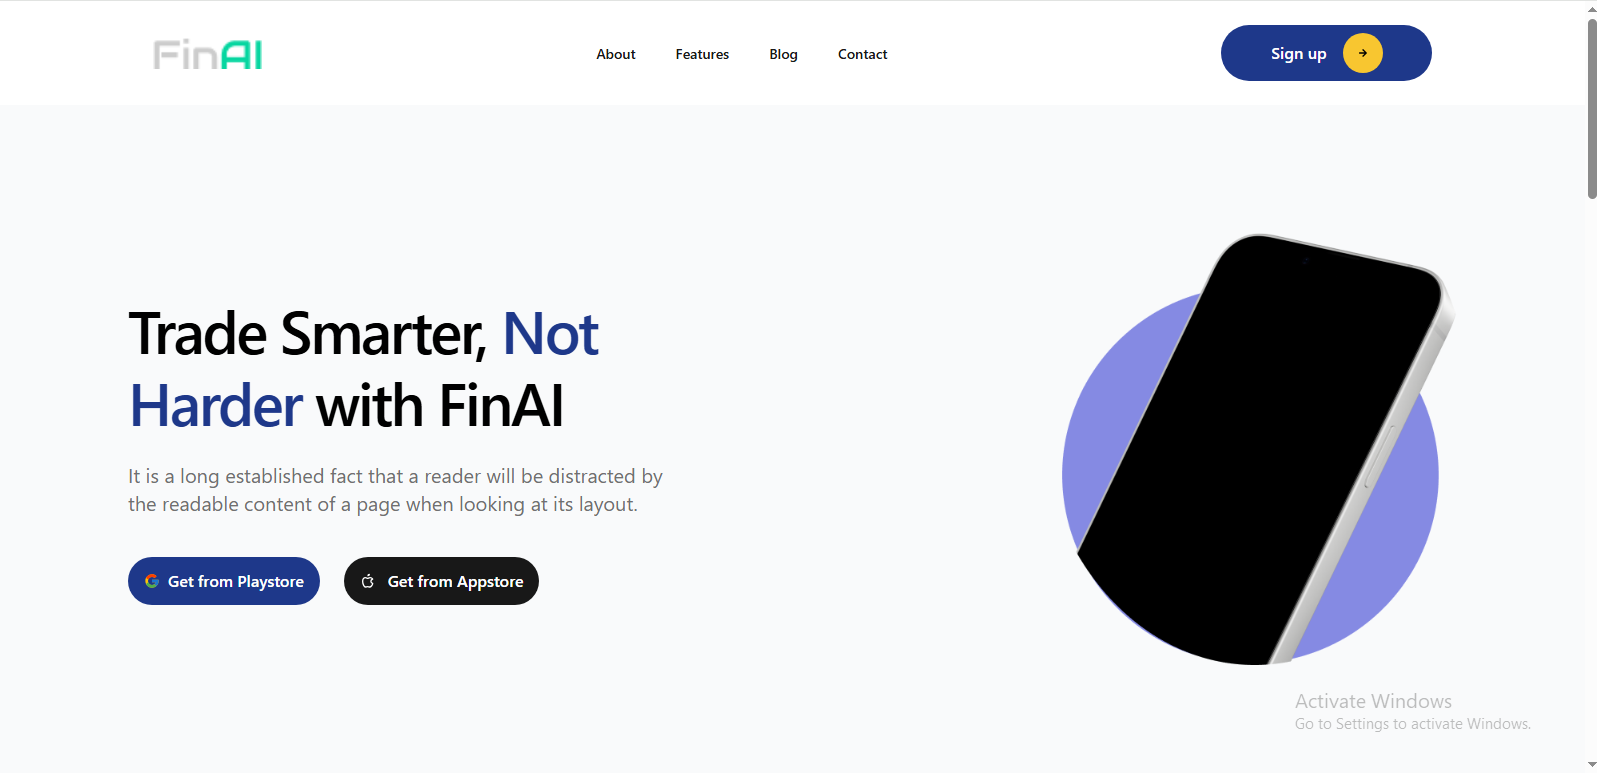 FinAI
About
Features
Blog
Contact
Sign up
Trade Smarter, Not
Harder with FinAI
It is a long established fact that a reader will be distracted by
the readable content of a page when looking at its layout.
Get from Playstore
Get from Appstore
Activate Windows
Go to Settings to activate Windows.